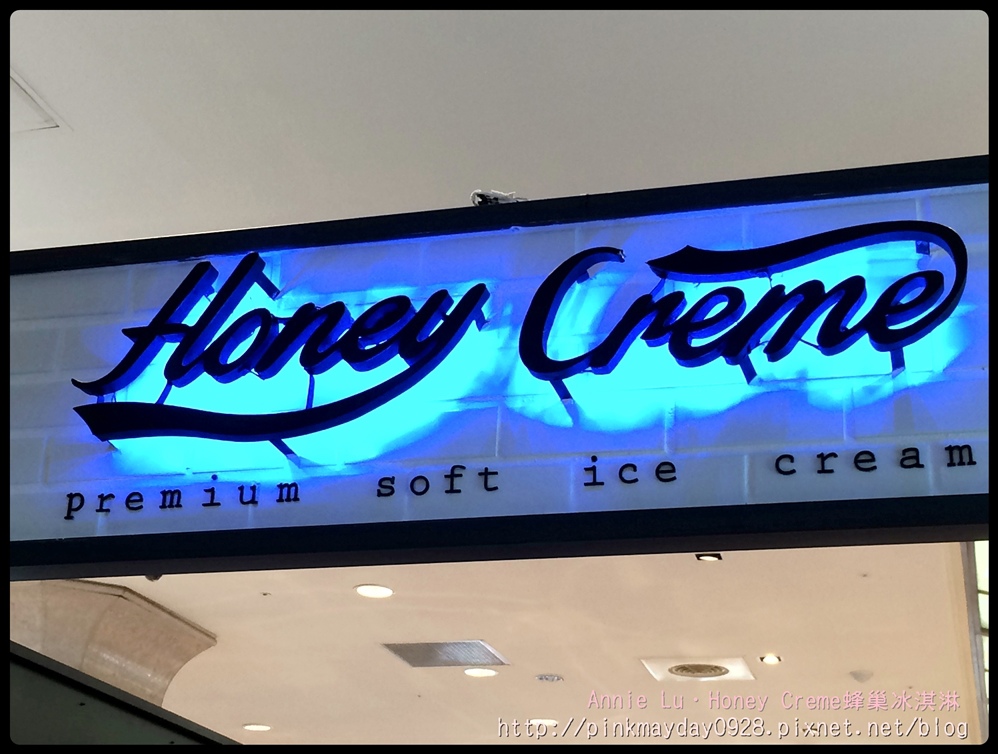 Honey Creme
premium soft ice cream
Annie Lu · Honey Creme蜂巢冰淇淋
http://pinkmayday0928.pixnet.net/blog